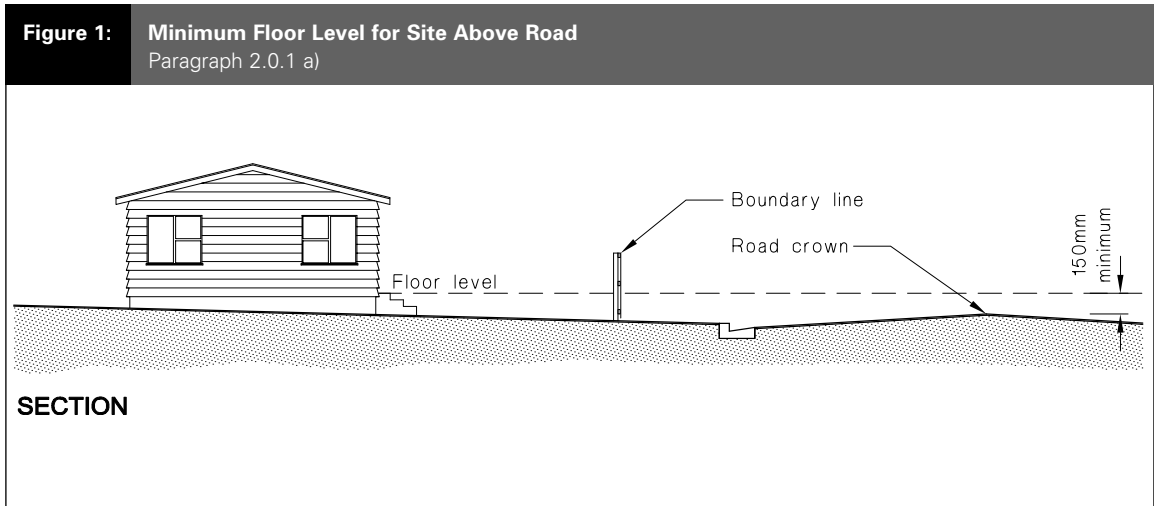 Figure 1:
Minimum Floor Level for Site Above Road
Paragraph 2.0.1 a)
Boundary line
Road crown
150mm
minimum
Floor level
SECTION